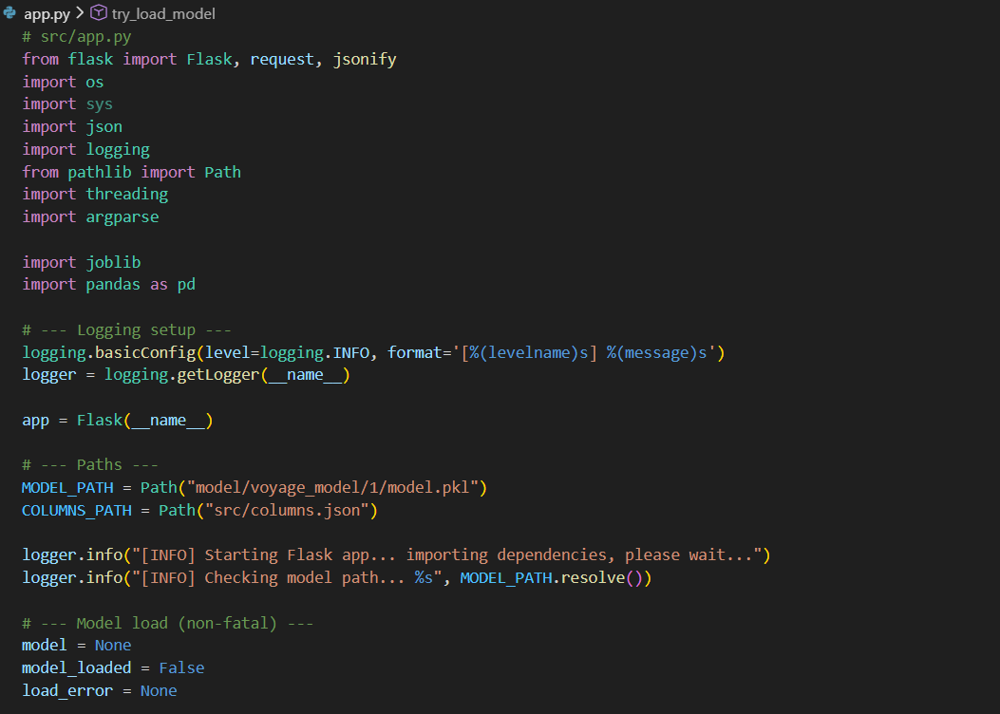 app.py > try_load_model
# src/app.py
from flask import Flask, request, jsonify
import os
import sys
import json
import logging
from pathlib import Path
import threading
import argparse
import joblib
import pandas as pd
# --- Logging setup ---
logging.basicConfig(level=logging.INFO, format='[%(levelname)s] %(message)s')
logger = logging.getLogger(__name__)
app = Flask(__name__)
# --- Paths ---
MODEL_PATH = Path("model/voyage_model/1/model.pkl")
COLUMNS_PATH = Path("src/columns.json")
logger.info("[INFO] Starting Flask app... importing dependencies, please wait...")
logger.info("[INFO] Checking model path... %s", MODEL_PATH.resolve())
# --- Model load (non-fatal) ---
model = None
model_loaded = False
load_error = None